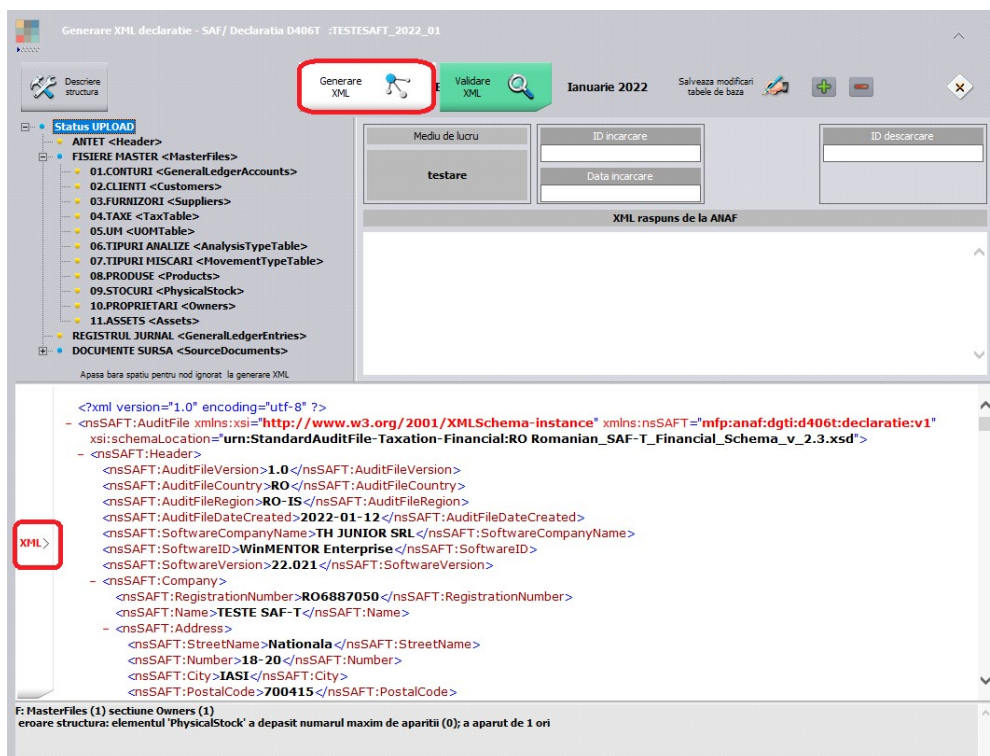 Generare XML declaratie - SAF/ Declaratia D406T :TESTESAFT_2022_01
Descriere structura
Generare XML
Validare XML
Ianuarie 2022
Salveaza modificari tabele de baza
Status UPLOAD
ANTET <Header>
FISIERE MASTER <MasterFiles>
01.CONTURI <GeneralLedgerAccounts>
02.CLIENTI <Customers>
03.FURNIZORI <Suppliers>
04.TAXE <TaxTable>
05.UM <UOMTable>
06.TIPURI ANALIZE <AnalysisTypeTable>
07.TIPURI MISCARI <MovementTypeTable>
08.PRODUSE <Products>
09.STOCURI <PhysicalStock>
10.PROPRIETARI <Owners>
11.ASSETS <Assets>
REGISTRUL JURNAL <GeneralLedgerEntries>
DOCUMENTE SURSA <SourceDocuments>
Apasa bara spatiu pentru nod ignorat la generare XML
Mediu de lucru
testare
ID incarcare
Data incarcare
ID descarcare
XML raspuns de la ANAF
XML>
<?xml version="1.0" encoding="utf-8" ?>
- <nsSAFT:AuditFile xmlns:xsi="http://www.w3.org/2001/XMLSchema-instance" xmlns:nsSAFT="mfp:anaf:dgti:d406t:declaratie:v1"
xsi:schemaLocation="urn:StandardAuditFile-Taxation-Financial:RO Romanian_SAF-T_Financial_Schema_v_2.3.xsd">
- <nsSAFT:Header>
<nsSAFT:AuditFileVersion>1.0</nsSAFT:AuditFileVersion>
<nsSAFT:AuditFileCountry>RO</nsSAFT:AuditFileCountry>
<nsSAFT:AuditFileRegion>RO-IS</nsSAFT:AuditFileRegion>
<nsSAFT:AuditFileDateCreated>2022-01-12</nsSAFT:AuditFileDateCreated>
<nsSAFT:SoftwareCompanyName>TH JUNIOR SRL</nsSAFT:SoftwareCompanyName>
<nsSAFT:SoftwareID>WinMENTOR Enterprise</nsSAFT:SoftwareID>
<nsSAFT:SoftwareVersion>22.021</nsSAFT:SoftwareVersion>
- <nsSAFT:Company>
<nsSAFT:RegistrationNumber>RO6887050</nsSAFT:RegistrationNumber>
<nsSAFT:Name>TESTE SAF-T</nsSAFT:Name>
- <nsSAFT:Address>
<nsSAFT:StreetName>Nationala</nsSAFT:StreetName>
<nsSAFT:Number>18-20</nsSAFT:Number>
<nsSAFT:City>IASI</nsSAFT:City>
<nsSAFT:PostalCode>700415</nsSAFT:PostalCode>
F: MasterFiles (1) sectiune Owners (1)
eroare structura: elementul 'PhysicalStock' a depasit numarul maxim de aparitii (0); a aparut de 1 ori